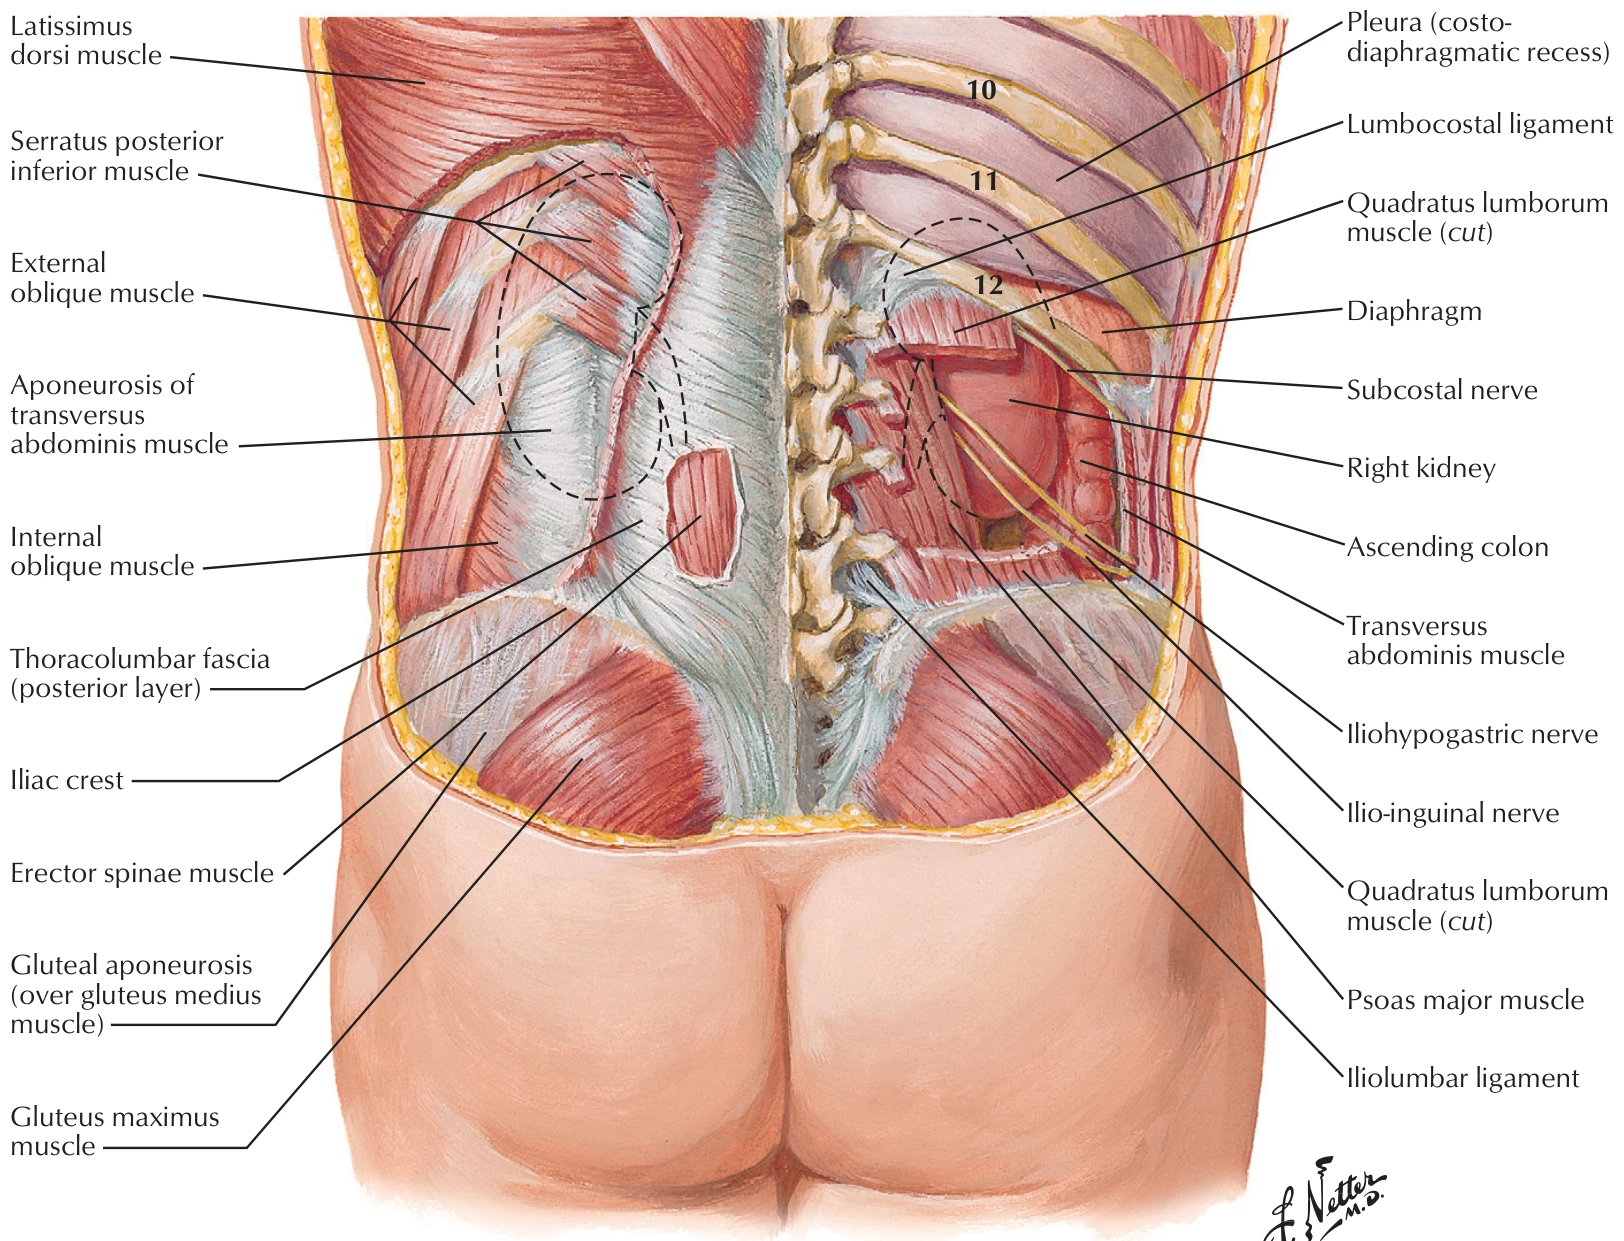 Latissimus
dorsi muscle
Serratus posterior
inferior muscle
External
oblique muscle
Aponeurosis of
transversus
abdominis muscle
Internal
oblique muscle
Thoracolumbar fascia
(posterior layer)
Iliac crest
Erector spinae muscle
Gluteal aponeurosis
(over gluteus medius
muscle)
Gluteus maximus
muscle
10
11
12
Pleura (costo-
diaphragmatic recess)
Lumbocostal ligament
Quadratus lumborum
muscle (cut)
Diaphragm
Subcostal nerve
Right kidney
Ascending colon
Transversus
abdominis muscle
Iliohypogastric nerve
Ilio-inguinal nerve
Quadratus lumborum
muscle (cut)
Psoas major muscle
Iliolumbar ligament
F. Netter
M.D.